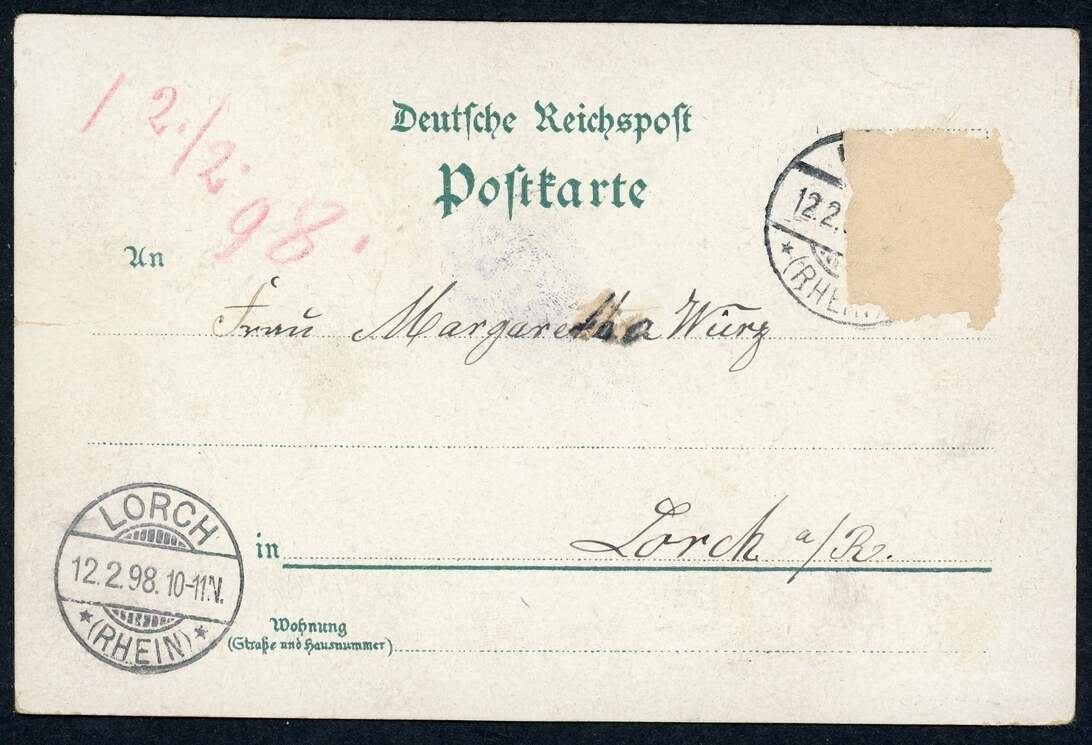 12./2. 98.
Deutsche Reichspost
Postkarte
An
Frau Margaretha Würz
in Lorch a/R.
Wohnung
(Straße und Hausnummer)
LORCH
12.2.98. 10-11V.
(RHEIN)
12.2.
(RHEIN)